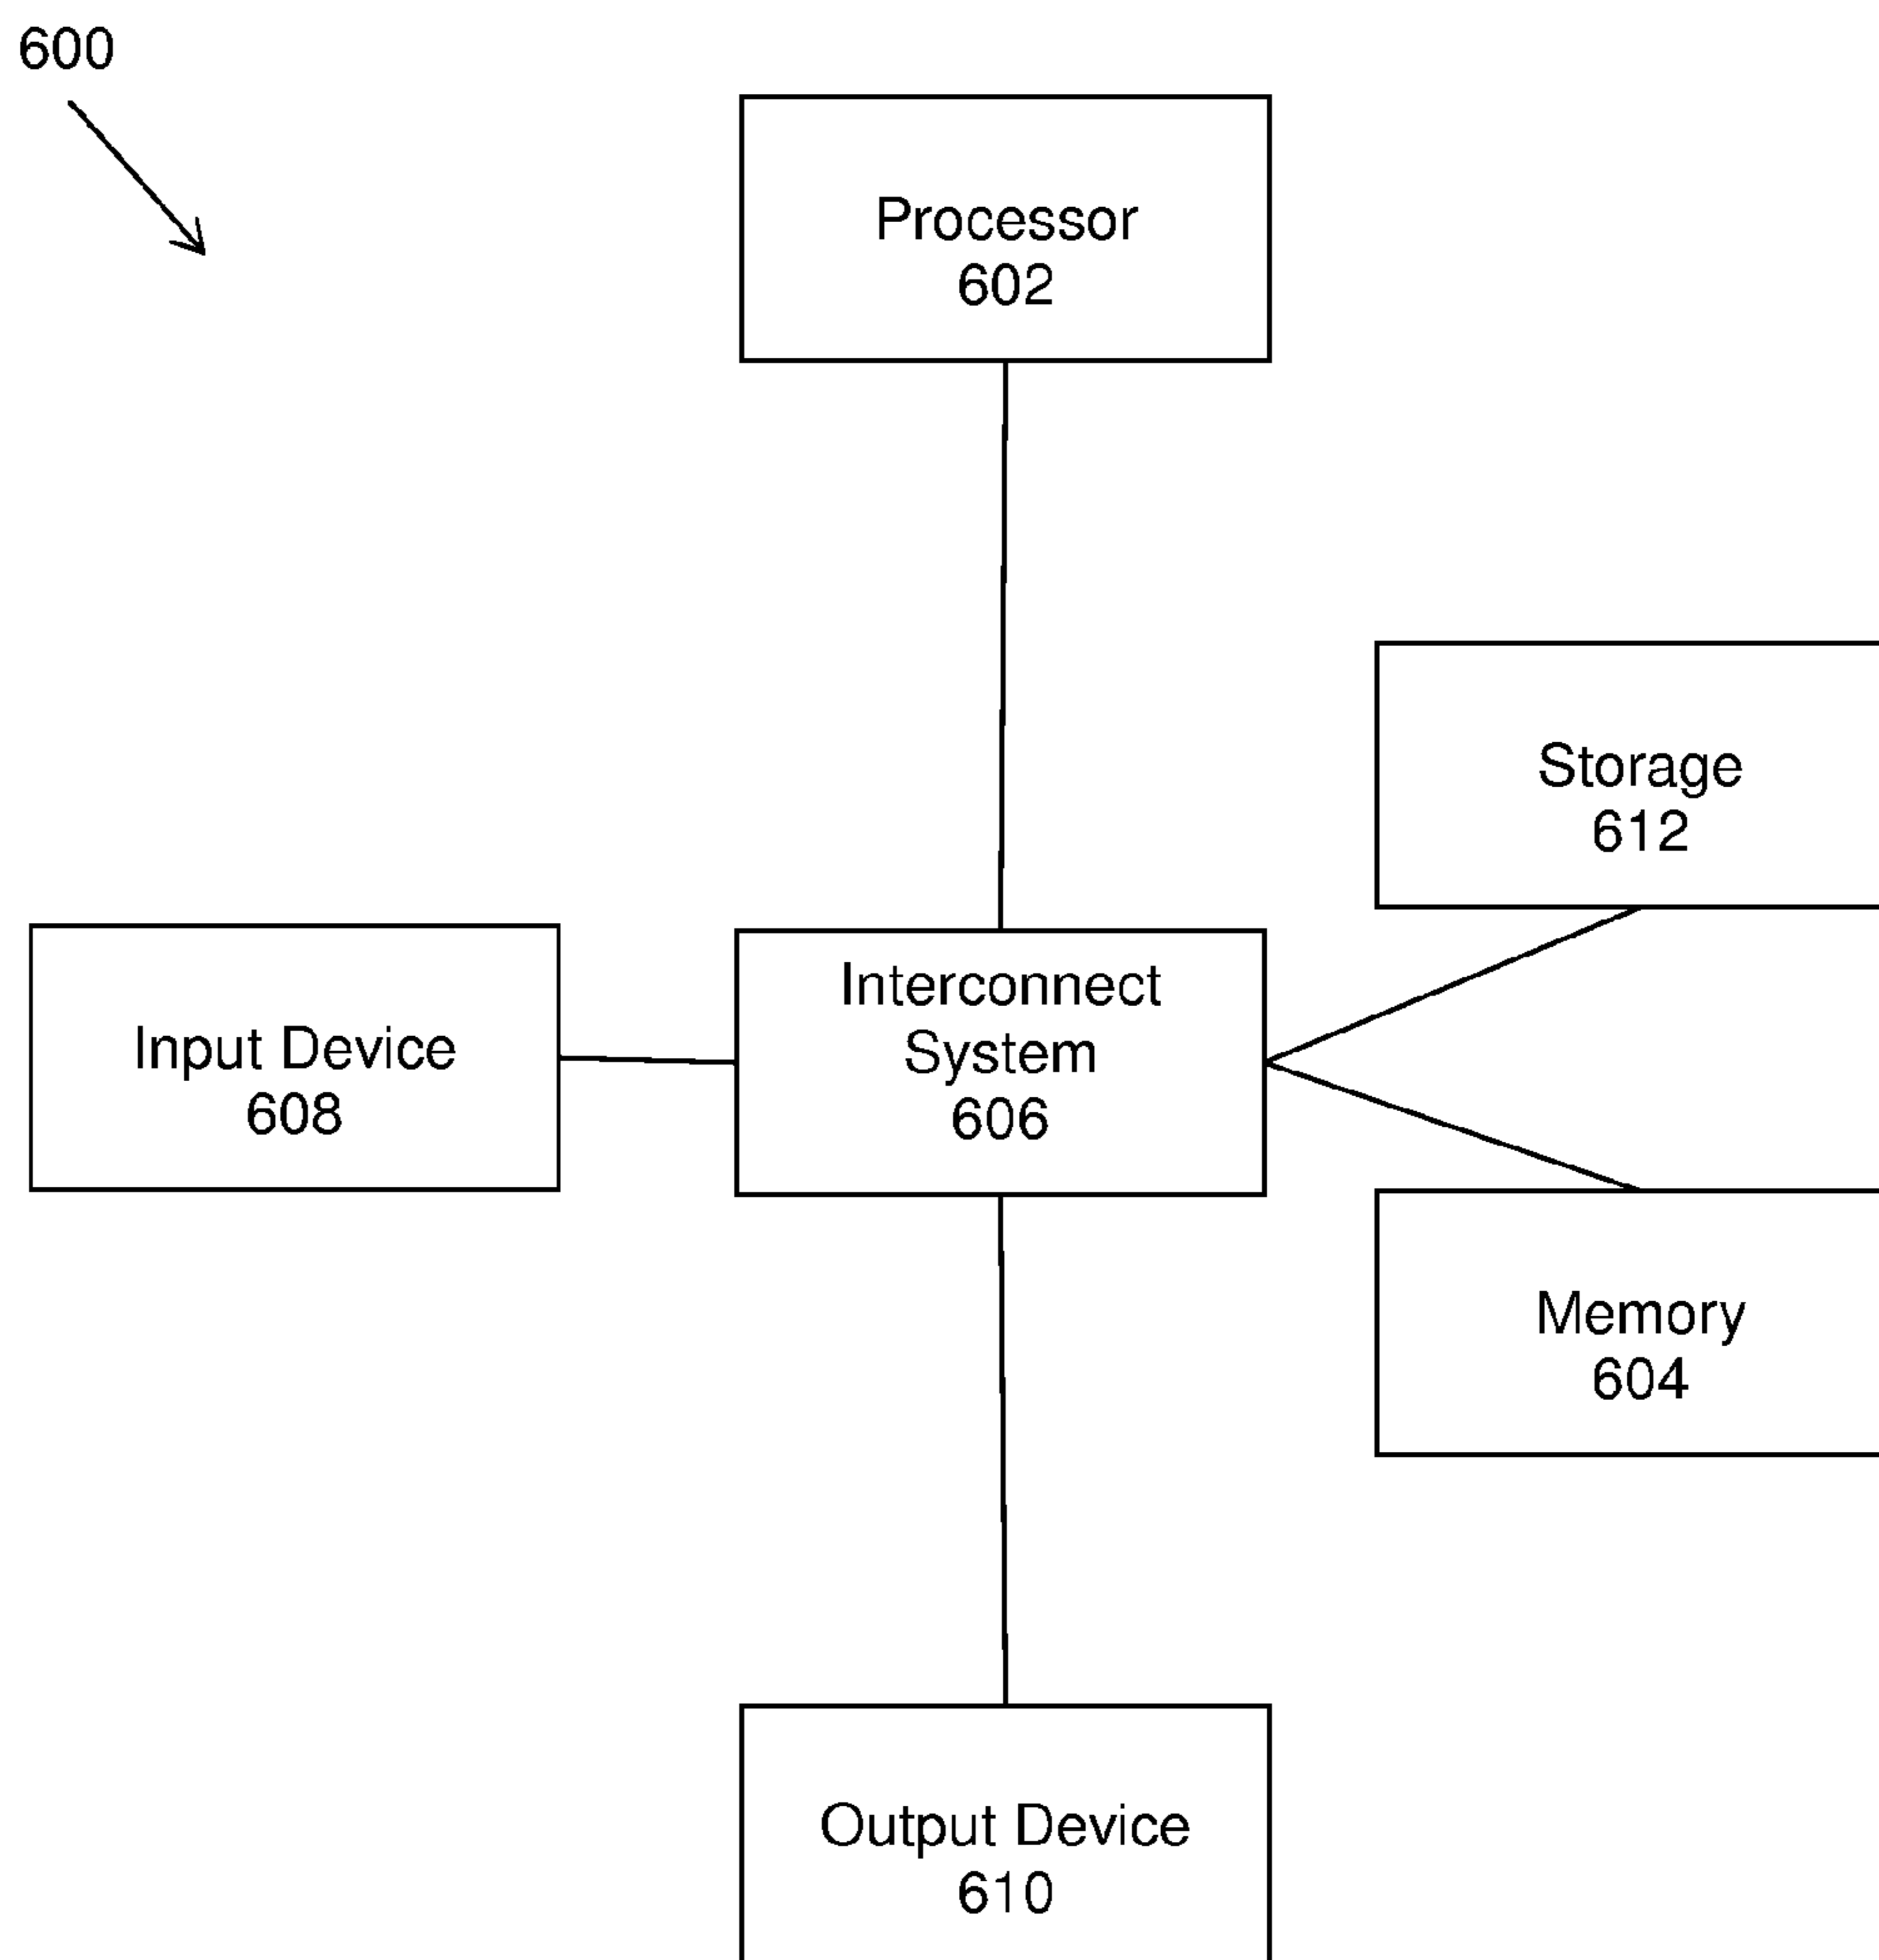 600
Processor
602
Storage
612
Interconnect
System
606
Input Device
608
Memory
604
Output Device
610